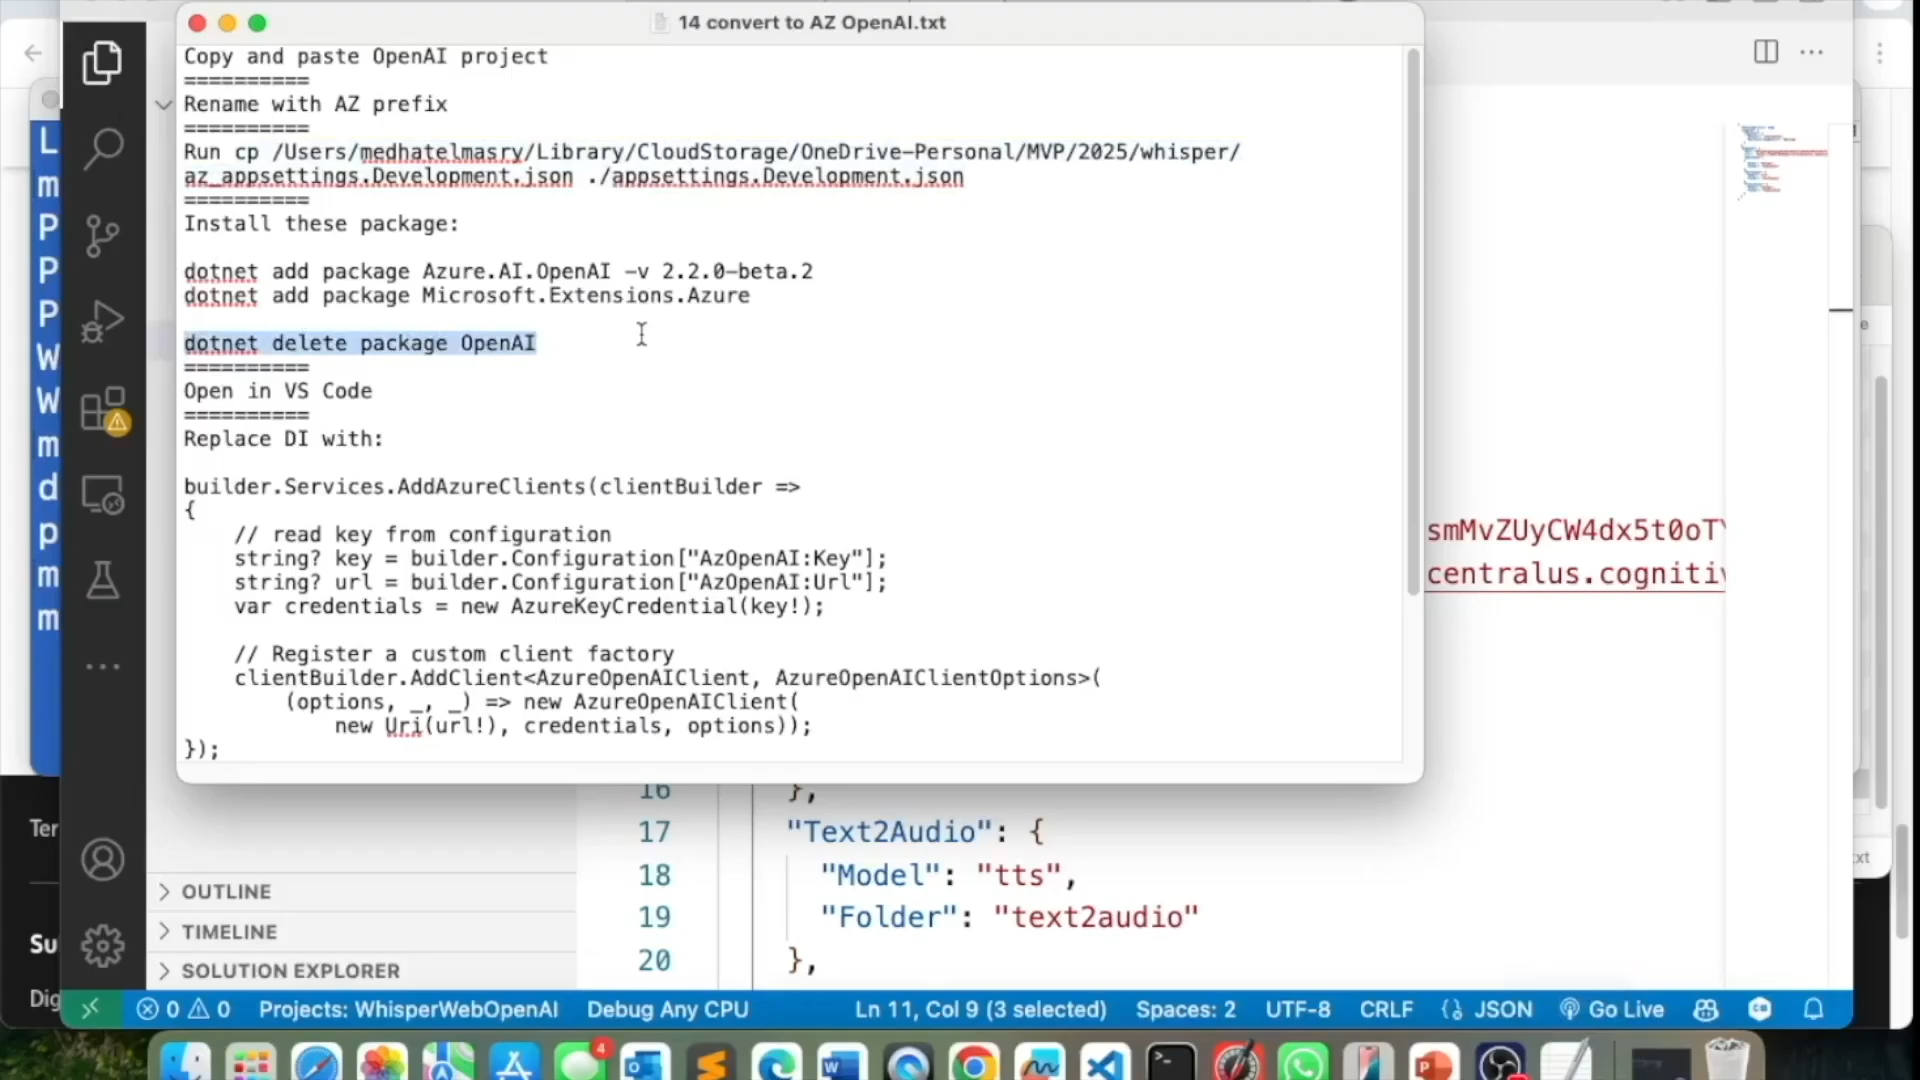 14 convert to AZ OpenAI.txt
Copy and paste OpenAI project
==========
Rename with AZ prefix
==========
Run cp /Users/medhatelmasry/Library/CloudStorage/OneDrive-Personal/MVP/2025/whisper/
az_appsettings.Development.json ./appsettings.Development.json
==========
Install these package:
dotnet add package Azure.AI.OpenAI -v 2.2.0-beta.2
dotnet add package Microsoft.Extensions.Azure
dotnet delete package OpenAI
==========
Open in VS Code
==========
Replace DI with:
builder.Services.AddAzureClients(clientBuilder =>
{
// read key from configuration
string? key = builder.Configuration["AzOpenAI:Key"];
string? url = builder.Configuration["AzOpenAI:Url"];
var credentials = new AzureKeyCredential(key!);
// Register a custom client factory
clientBuilder.AddClient<AzureOpenAIClient, AzureOpenAIClientOptions>(
(options, _, _) => new AzureOpenAIClient(
new Uri(url!), credentials, options));
});
smMvZUyCW4dx5t0oT
centralus.cognitiv
16 },
17 "Text2Audio": {
18 "Model": "tts",
19 "Folder": "text2audio"
20 },
OUTLINE
TIMELINE
SOLUTION EXPLORER
0 0 Projects: WhisperWebOpenAI Debug Any CPU Ln 11, Col 9 (3 selected) Spaces: 2 UTF-8 CRLF {} JSON Go Live
L
m
P
P
P
W
W
m
d
p
m
m
Ter
Su
Dig
xt
4